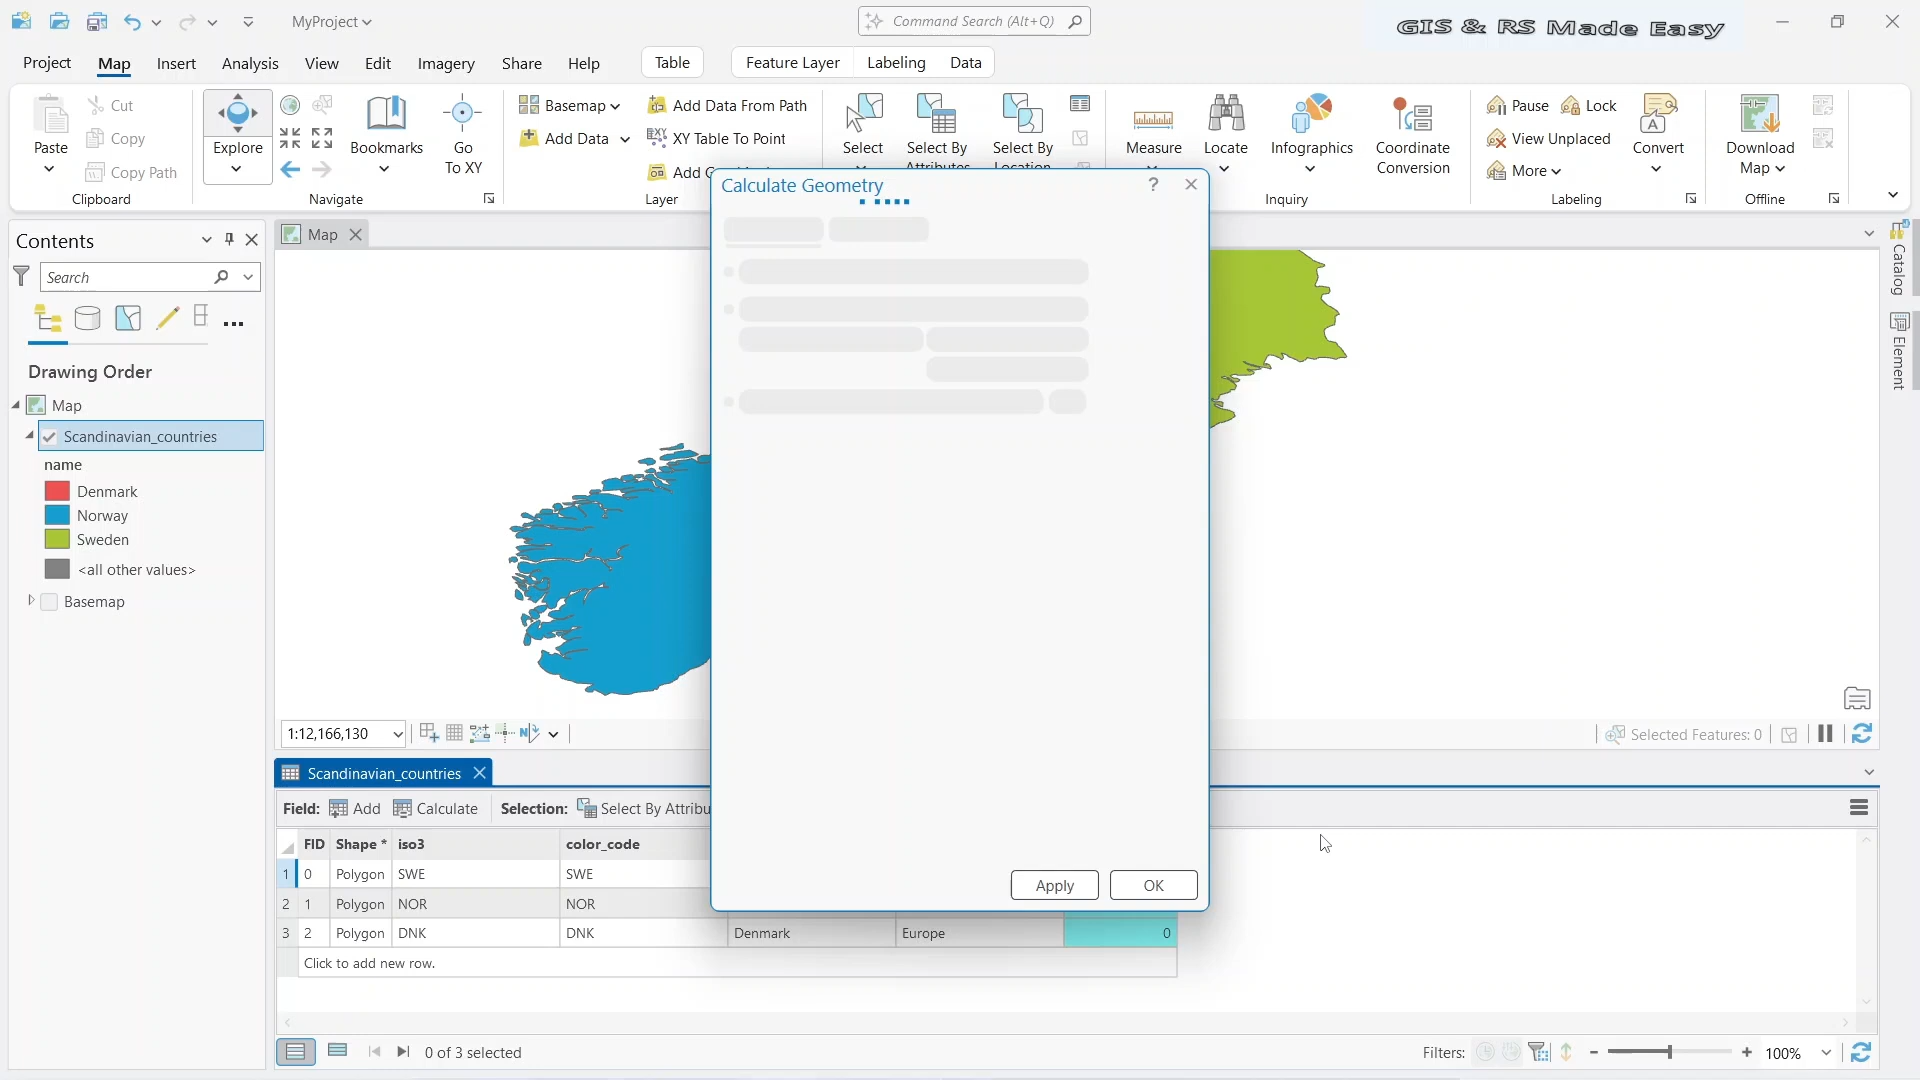 MyProject
Command Search (Alt+Q)
GIS & RS Made Easy
Project
Map
Insert
Analysis
View
Edit
Imagery
Share
Help
Table
Feature Layer
Labeling
Data
Paste
Cut
Copy
Copy Path
Clipboard
Explore
Bookmarks
Go
To XY
Navigate
Basemap
Add Data
Add Data From Path
XY Table To Point
Add
Layer
Select
Select By
Attributes
Select By
Location
Measure
Locate
Infographics
Coordinate
Conversion
Inquiry
Pause
Lock
View Unplaced
More
Convert
Labeling
Download
Map
Offline
Contents
Search
Drawing Order
Map
Scandinavian_countries
name
Denmark
Norway
Sweden
<all other values>
Basemap
Map
Calculate Geometry
?
Apply
OK
Catalog
Element
1:12,166,130
Selected Features: 0
Scandinavian_countries
Field: Add Calculate Selection: Select By Attribu
FID Shape * iso3 color_code
1 0 Polygon SWE SWE
2 1 Polygon NOR NOR
3 2 Polygon DNK DNK Denmark Europe 0
Click to add new row.
0 of 3 selected
Filters:
- + 100%